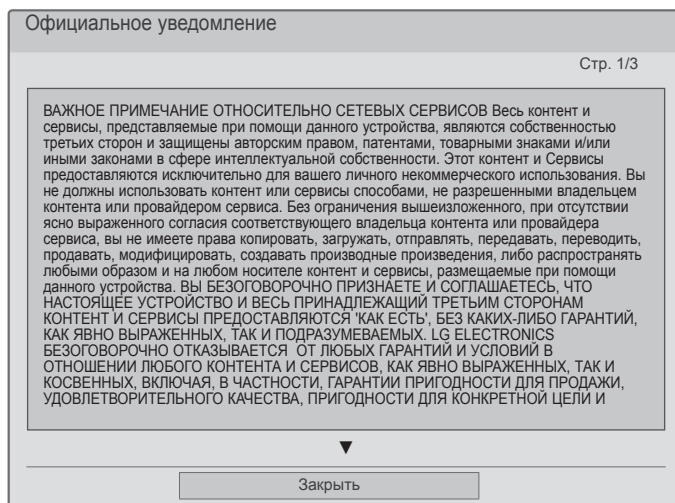 Официальное уведомление
Стр. 1/3
ВАЖНОЕ ПРИМЕЧАНИЕ ОТНОСИТЕЛЬНО СЕТЕВЫХ СЕРВИСОВ Весь контент и
сервисы, представляемые при помощи данного устройства, являются собственностью
третьих сторон и защищены авторским правом, патентами, товарными знаками и/или
иными законами в сфере интеллектуальной собственности. Этот контент и Сервисы
предоставляются исключительно для вашего личного некоммерческого использования. Вы
не должны использовать контент или сервисы способами, не разрешенными владельцем
контента или провайдером сервиса. Без ограничения вышеизложенного, при отсутствии
ясно выраженного согласия соответствующего владельца контента или провайдера
сервиса, вы не имеете права копировать, загружать, отправлять, передавать, переводить,
продавать, модифицировать, создавать производные произведения, либо распространять
любыми образом и на любом носителе контент и сервисы, размещаемые при помощи
данного устройства. ВЫ БЕЗОГОВОРОЧНО ПРИЗНАЕТЕ И СОГЛАШАЕТЕСЬ, ЧТО
НАСТОЯЩЕЕ УСТРОЙСТВО И ВЕСЬ ПРИНАДЛЕЖАЩИЙ ТРЕТЬИМ СТОРОНАМ
КОНТЕНТ И СЕРВИСЫ ПРЕДОСТАВЛЯЮТСЯ 'КАК ЕСТЬ', БЕЗ КАКИХ-ЛИБО ГАРАНТИЙ,
КАК ЯВНО ВЫРАЖЕННЫХ, ТАК И ПОДРАЗУМЕВАЕМЫХ. LG ELECTRONICS
БЕЗОГОВОРОЧНО ОТКАЗЫВАЕТСЯ ОТ ЛЮБЫХ ГАРАНТИЙ И УСЛОВИЙ В
ОТНОШЕНИИ ЛЮБОГО КОНТЕНТА И СЕРВИСОВ, КАК ЯВНО ВЫРАЖЕННЫХ, ТАК И
КОСВЕННЫХ, ВКЛЮЧАЯ, В ЧАСТНОСТИ, ГАРАНТИИ ПРИГОДНОСТИ ДЛЯ ПРОДАЖИ,
УДОВЛЕТВОРИТЕЛЬНОГО КАЧЕСТВА, ПРИГОДНОСТИ ДЛЯ КОНКРЕТНОЙ ЦЕЛИ И
Закрыть